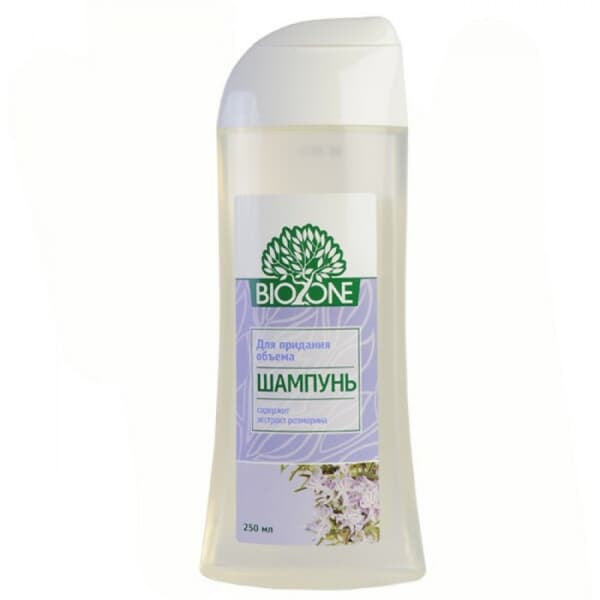 BIOZONE
Для придания
объема
ШАМПУНЬ
содержит
экстракт розмарина
250 мл